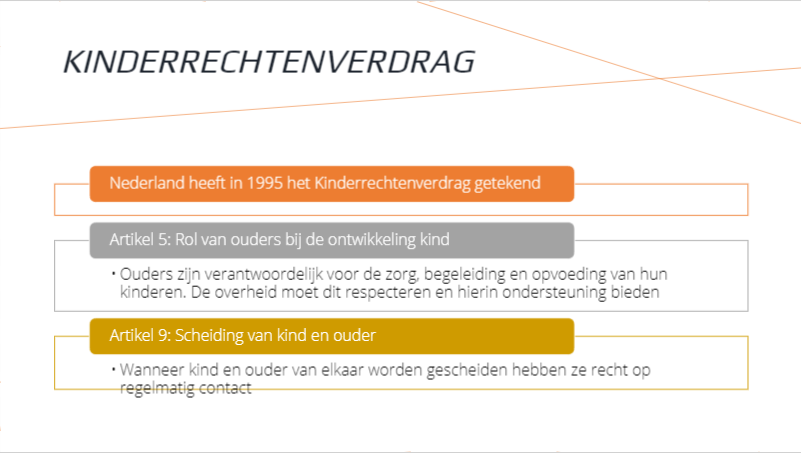 KINDERRECHTENVERDRAG
Nederland heeft in 1995 het Kinderrechtenverdrag getekend
Artikel 5: Rol van ouders bij de ontwikkeling kind
• Ouders zijn verantwoordelijk voor de zorg, begeleiding en opvoeding van hun
kinderen. De overheid moet dit respecteren en hierin ondersteuning bieden
Artikel 9: Scheiding van kind en ouder
• Wanneer kind en ouder van elkaar worden gescheiden hebben ze recht op
regelmatig contact